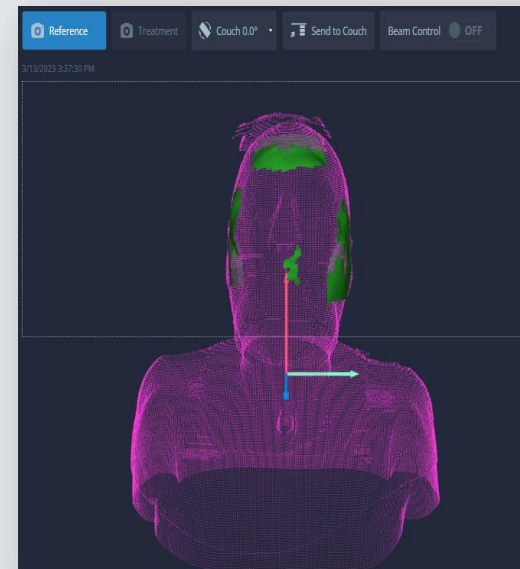 Reference Treatment Couch 0.0° Send to Couch Beam Control OFF
3/13/2023 3:37:30 PM